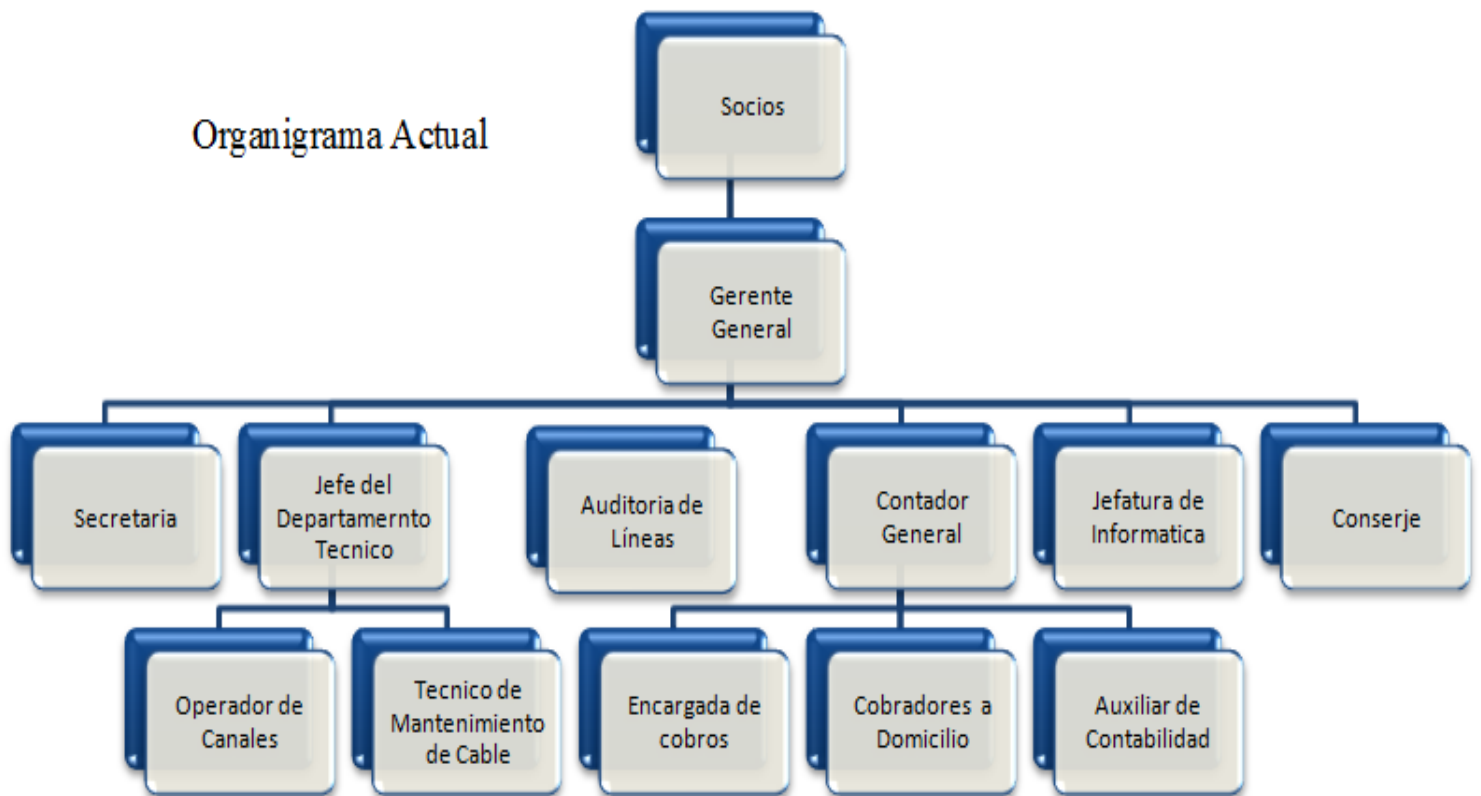 Organigrama Actual
Socios
Gerente
General
Secretaria
Jefe del
Departamernto
Tecnico
Auditoria de
Líneas
Contador
General
Jefatura de
Informatica
Conserje
Operador de
Canales
Tecnico de
Mantenimiento
de Cable
Encargada de
cobros
Cobradores a
Domicilio
Auxiliar de
Contabilidad